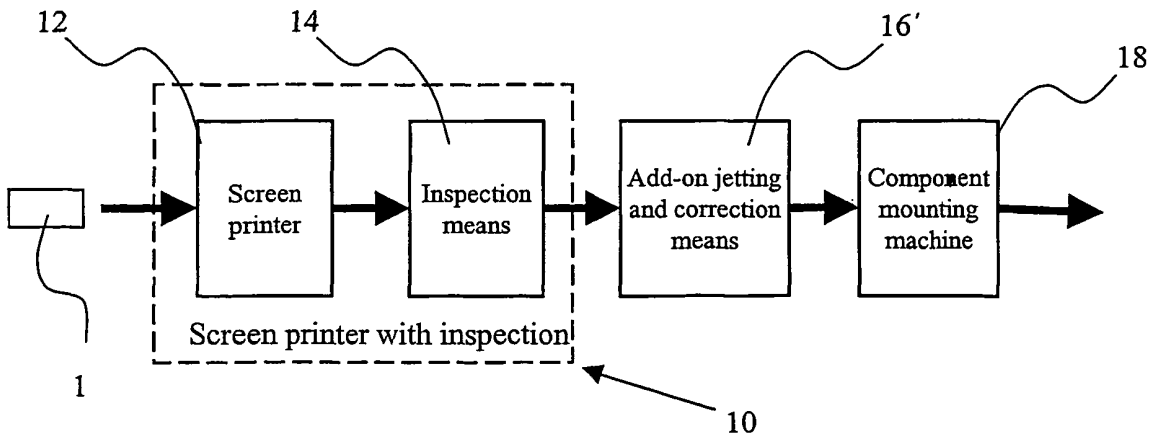 12
14
16′
18
Screen
printer
Inspection
means
Add-on jetting
and correction
means
Component
mounting
machine
Screen printer with inspection
1
10